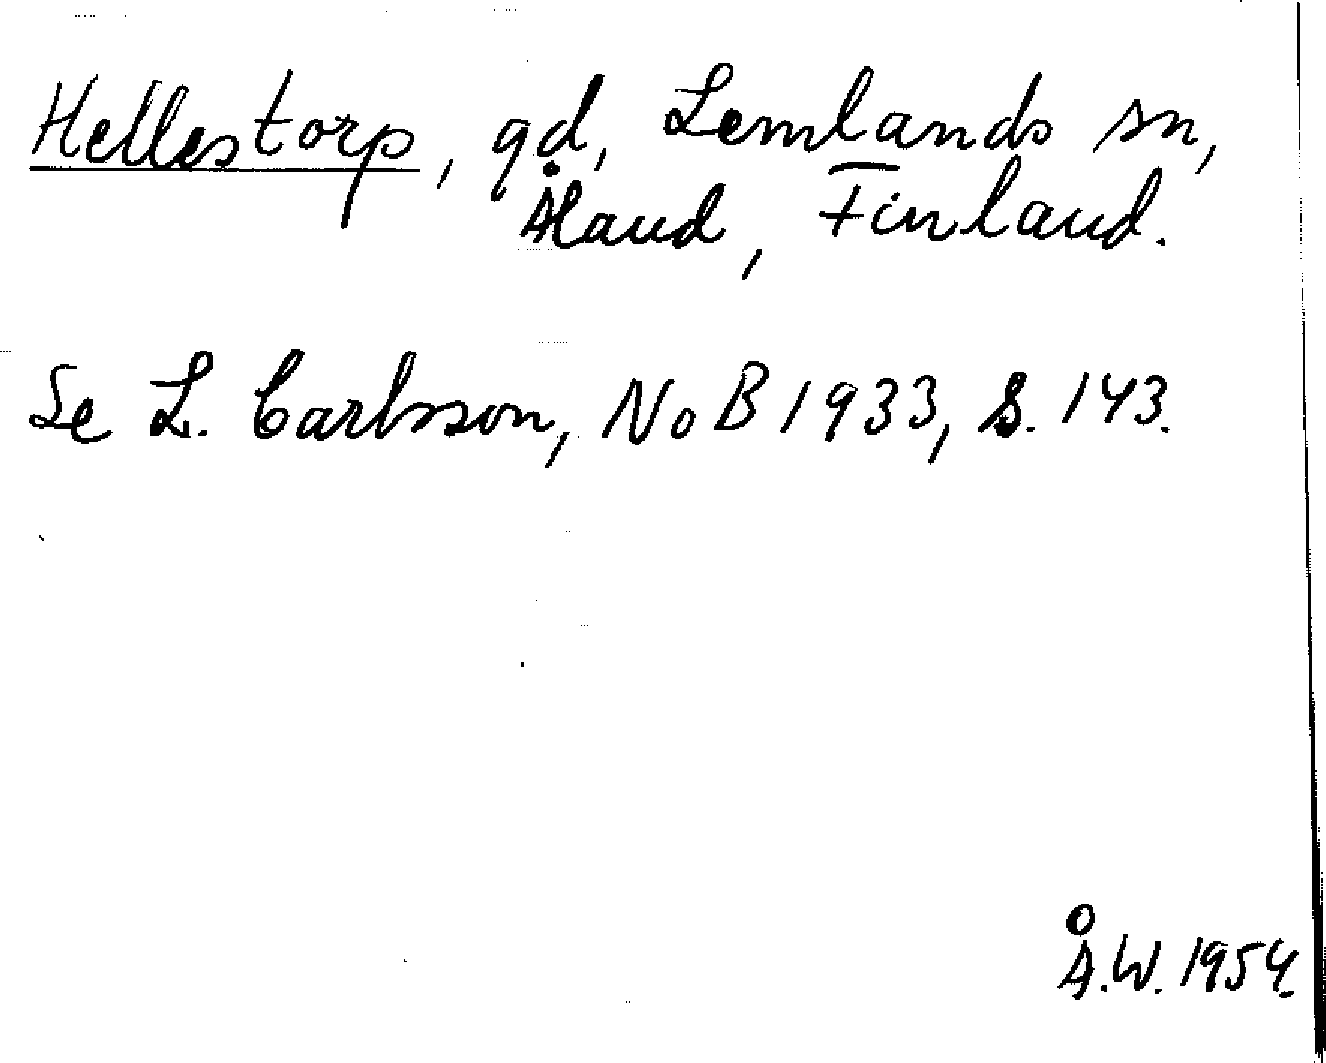 Hellestorp, gd, Lemlands sn,
Åland, Finland.
Se L. Carlsson, NoB 1933, s. 143.
Å.W. 1954.